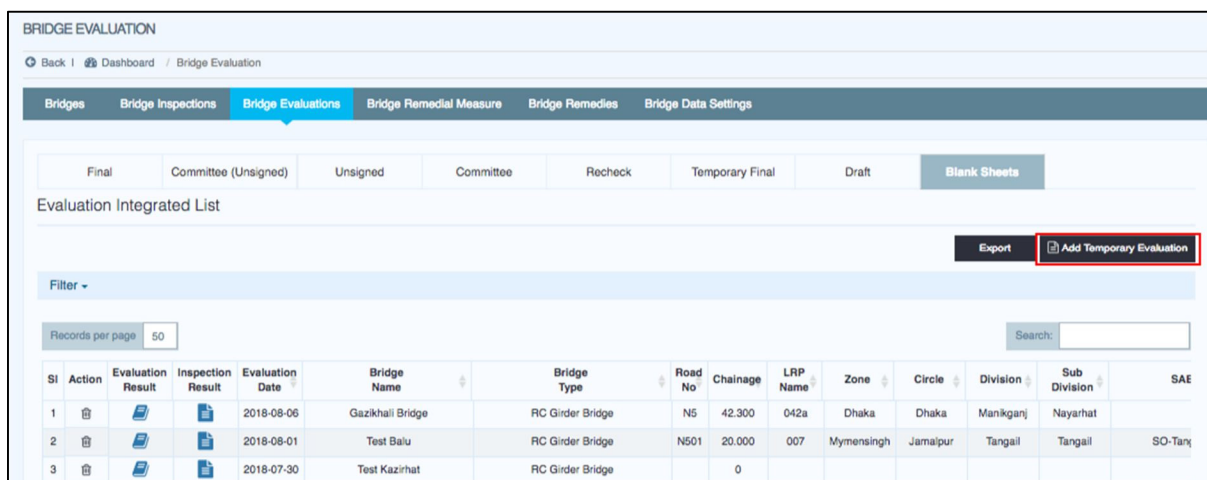 BRIDGE EVALUATION
Back | Dashboard / Bridge Evaluation
Bridges Bridge Inspections Bridge Evaluations Bridge Remedial Measure Bridge Remedies Bridge Data Settings
Final Committee (Unsigned) Unsigned Committee Recheck Temporary Final Draft Blank Sheets
Evaluation Integrated List
Export Add Temporary Evaluation
Filter
Records per page 50 Search:
Sl Action Evaluation Result Inspection Result Evaluation Date Bridge Name Bridge Type Road No Chainage LRP Name Zone Circle Division Sub Division SAE
1 2018-08-06 Gazikhali Bridge RC Girder Bridge N5 42.300 042a Dhaka Dhaka Manikganj Nayarhat
2 2018-08-01 Test Balu RC Girder Bridge N501 20.000 007 Mymensingh Jamalpur Tangail Tangail SO-Tang
3 2018-07-30 Test Kazirhat RC Girder Bridge 0